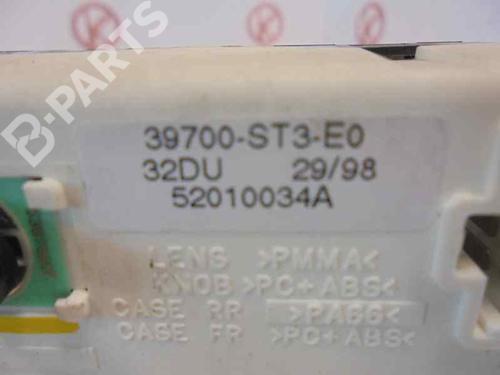 B-PARTS
39700-ST3-E0
32DU 29/98
52010034A
LENS >PMMA<
KNOB >PC+ABS<
CASE RR >PA66<
CASE FR >PC+ABS<